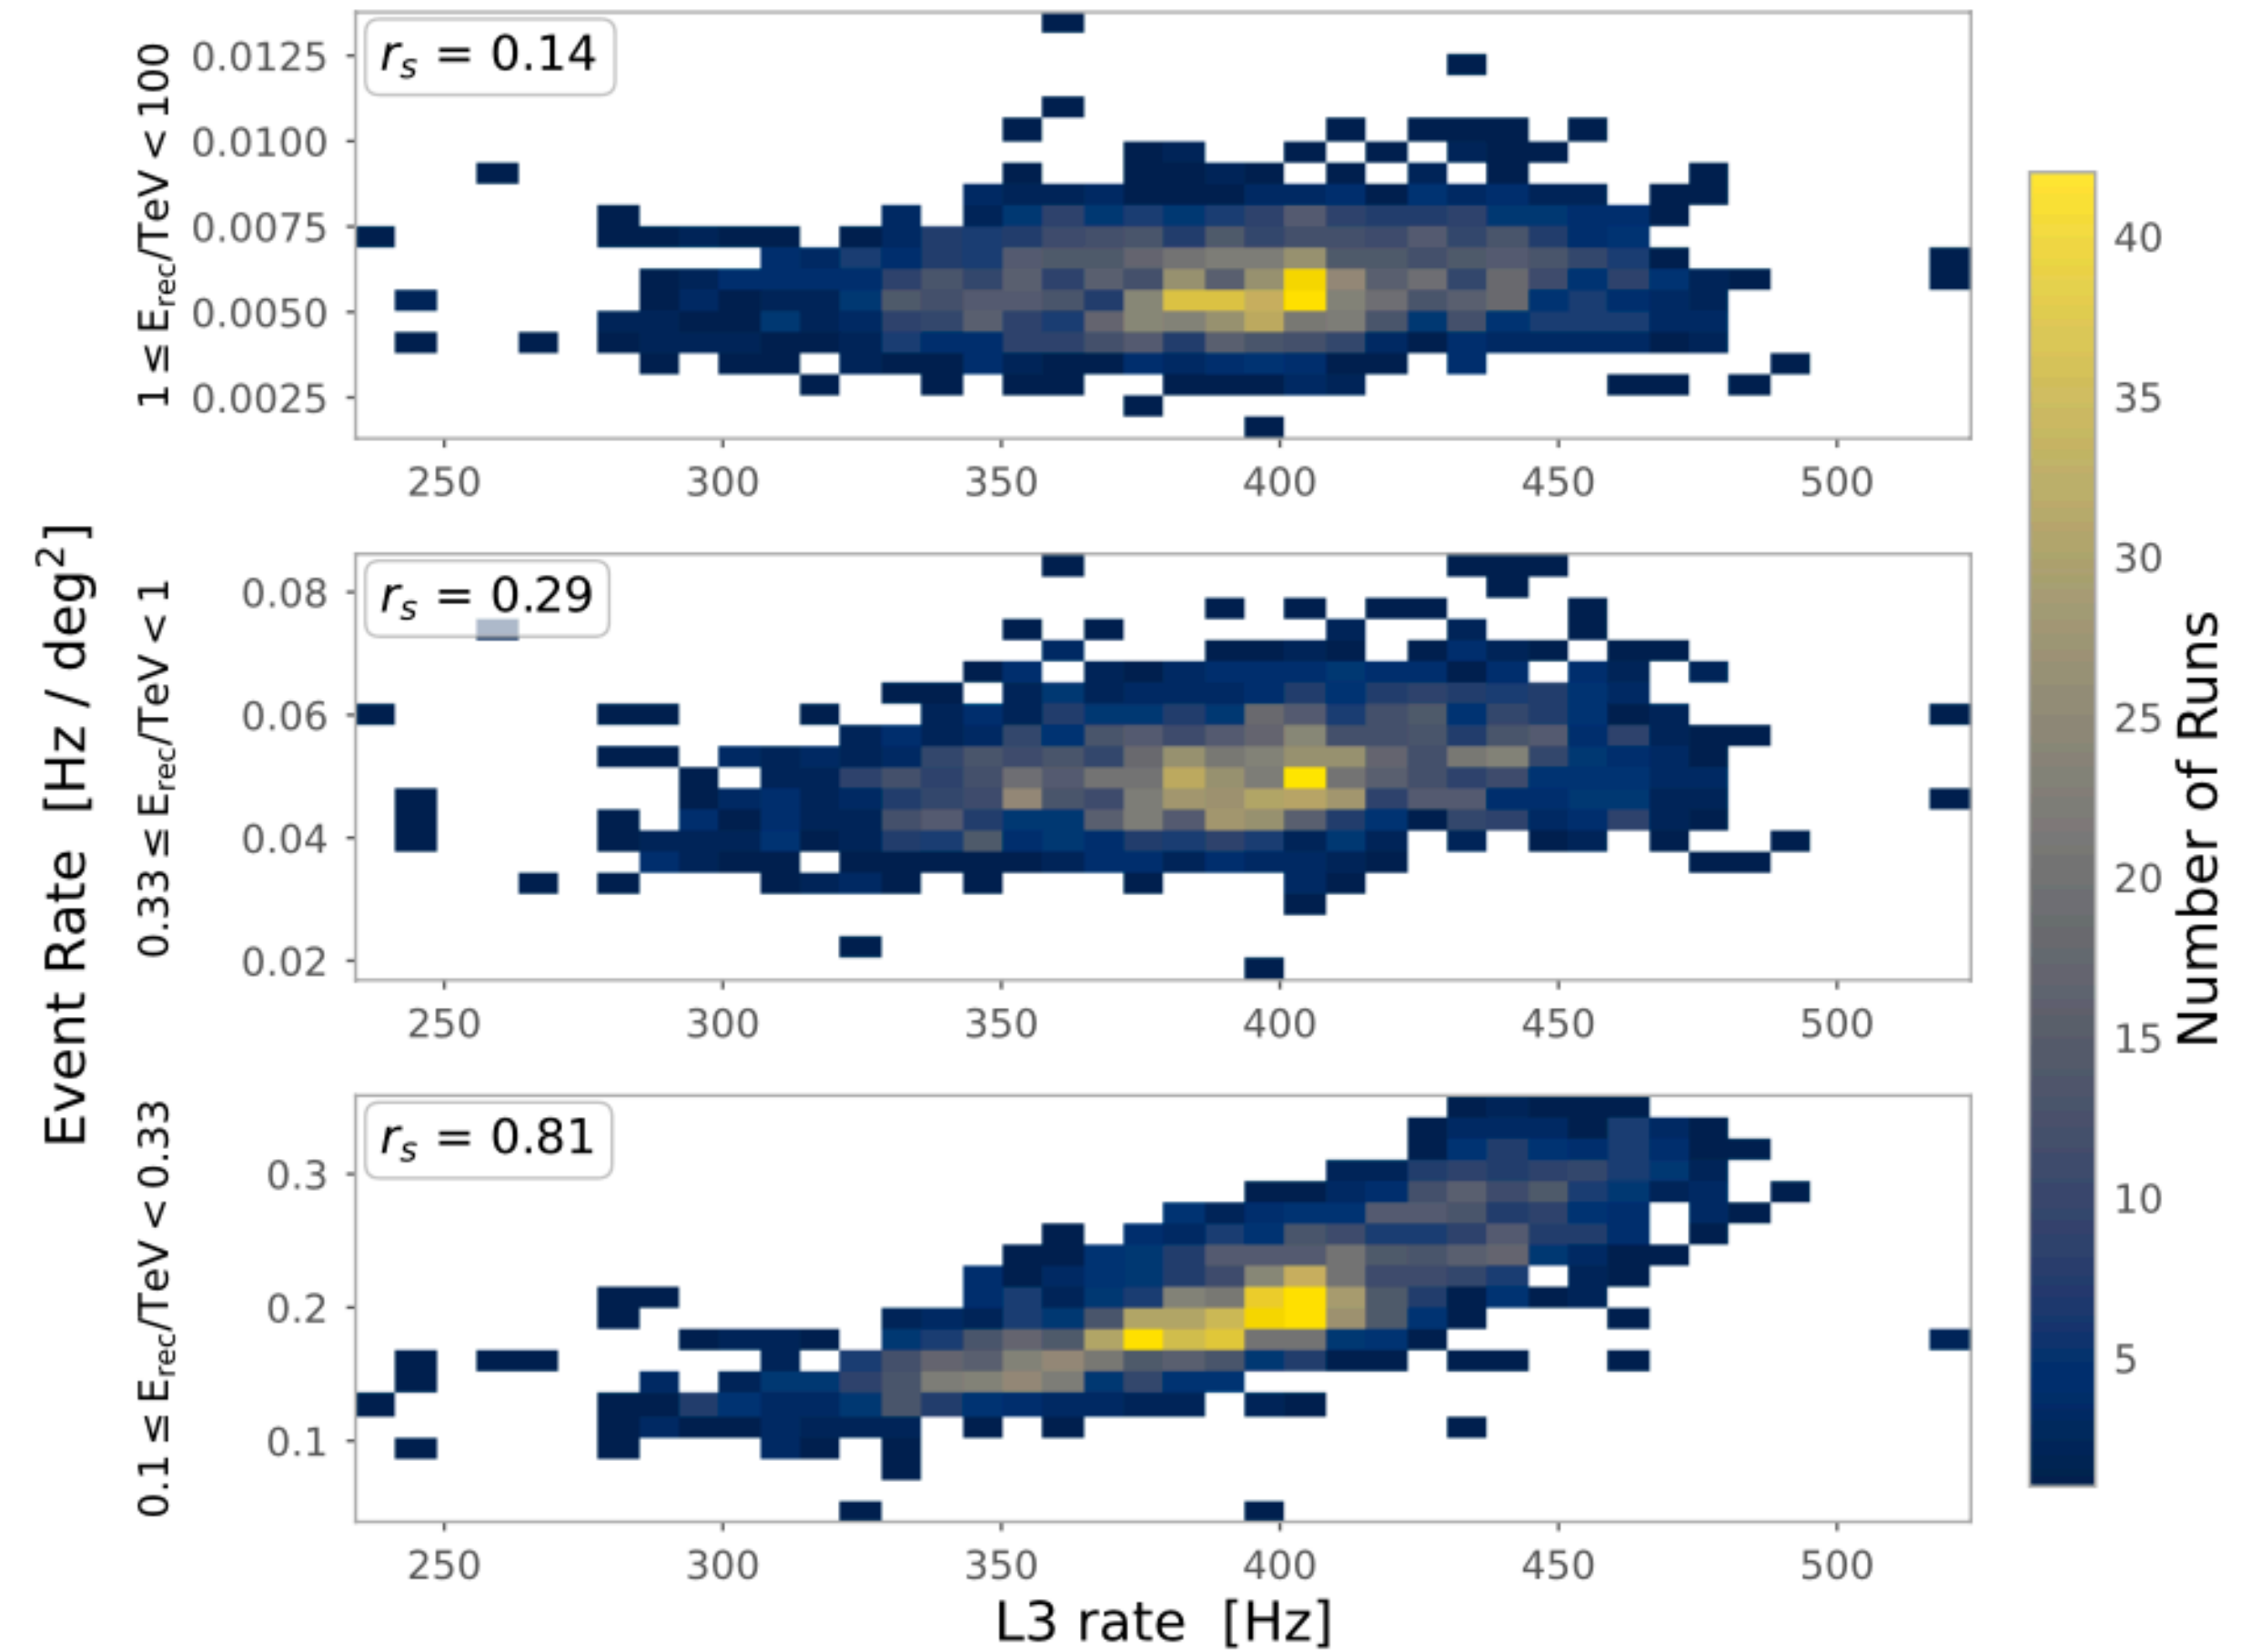 Event Rate [Hz / deg²]
1 ≤ E_rec/TeV < 100
0.0125
0.0100
0.0075
0.0050
0.0025
r_s = 0.14
250 300 350 400 450 500
0.33 ≤ E_rec/TeV < 1
0.08
0.06
0.04
0.02
r_s = 0.29
250 300 350 400 450 500
0.1 ≤ E_rec/TeV < 0.33
0.3
0.2
0.1
r_s = 0.81
250 300 350 400 450 500
L3 rate [Hz]
40
35
30
25
20
15
10
5
Number of Runs